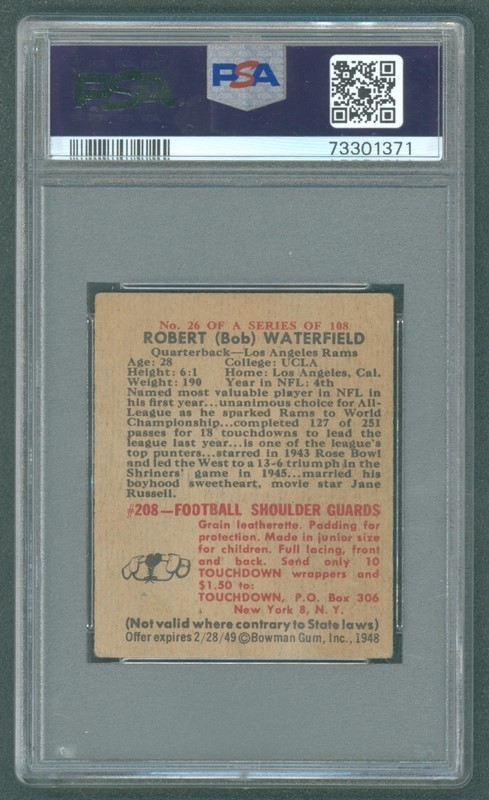 PSA
PSA
73301371
No. 26 OF A SERIES OF 108
ROBERT (Bob) WATERFIELD
Quarterback—Los Angeles Rams
Age: 28 College: UCLA
Height: 6:1 Home: Los Angeles, Cal.
Weight: 190 Year in NFL: 4th
Named most valuable player in NFL in
his first year...unanimous choice for All-
League as he sparked Rams to World
Championship...completed 127 of 251
passes for 18 touchdowns to lead the
league last year...is one of the league's
top punters...starred in 1943 Rose Bowl
and led the West to a 13-6 triumph in the
Shriners' game in 1945...married his
boyhood sweetheart, movie star Jane
Russell.
#208—FOOTBALL SHOULDER GUARDS
Grain leatherette. Padding for
protection. Made in junior size
for children. Full lacing, front
and back. Send only 10
TOUCHDOWN wrappers and
$1.50 to:
TOUCHDOWN, P.O. Box 306
New York 8, N. Y.
(Not valid where contrary to State laws)
Offer expires 2/28/49 ©Bowman Gum, Inc., 1948